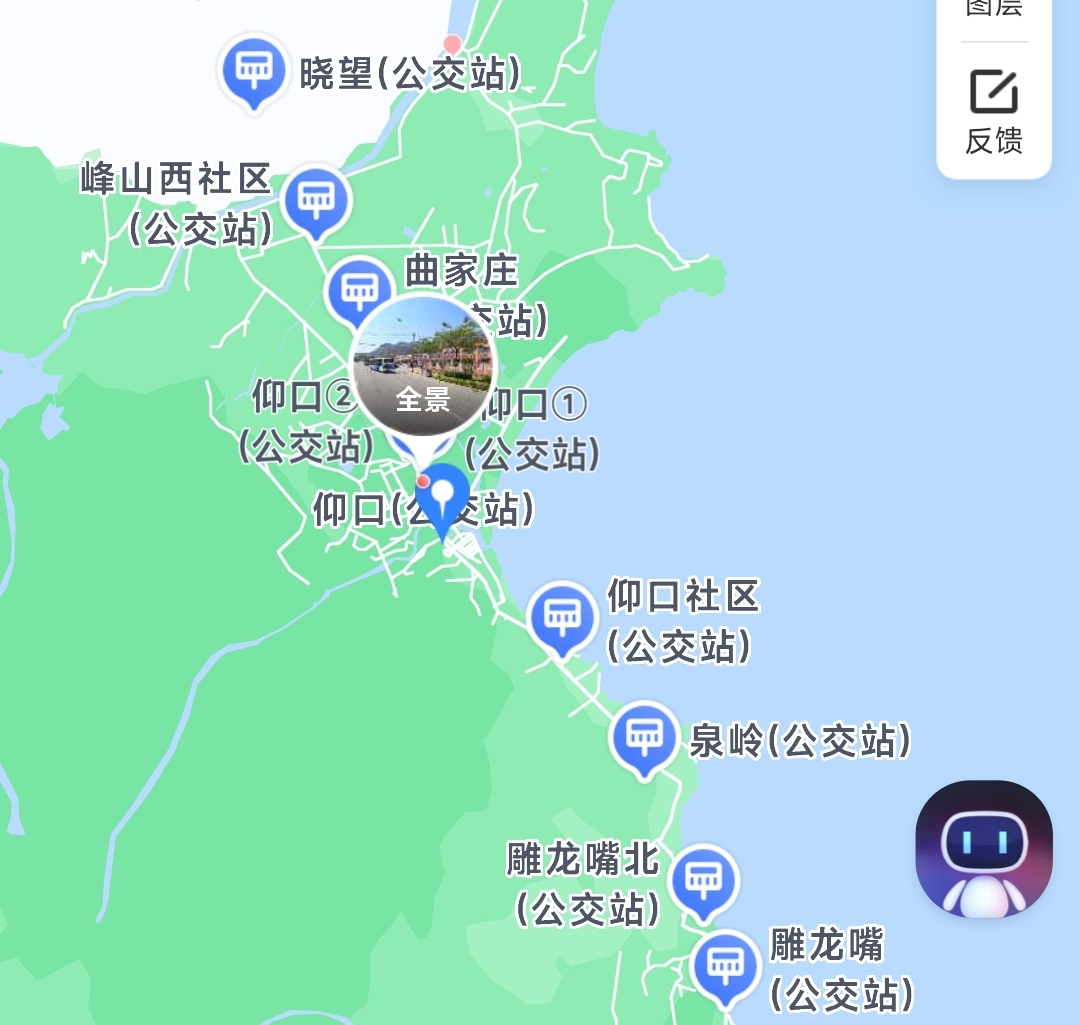 图层
反馈
晓望(公交站)
峰山西社区
(公交站)
曲家庄
交站)
仰口②
(公交站)
全景
仰口①
(公交站)
仰口(公交站)
仰口社区
(公交站)
泉岭(公交站)
雕龙嘴北
(公交站)
雕龙嘴
(公交站)